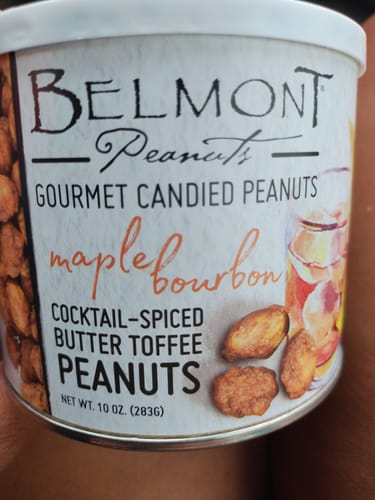 BELMONT®
Peanuts
GOURMET CANDIED PEANUTS
maple
bourbon
COCKTAIL-SPICED
BUTTER TOFFEE
PEANUTS
NET WT. 10 OZ. (283G)